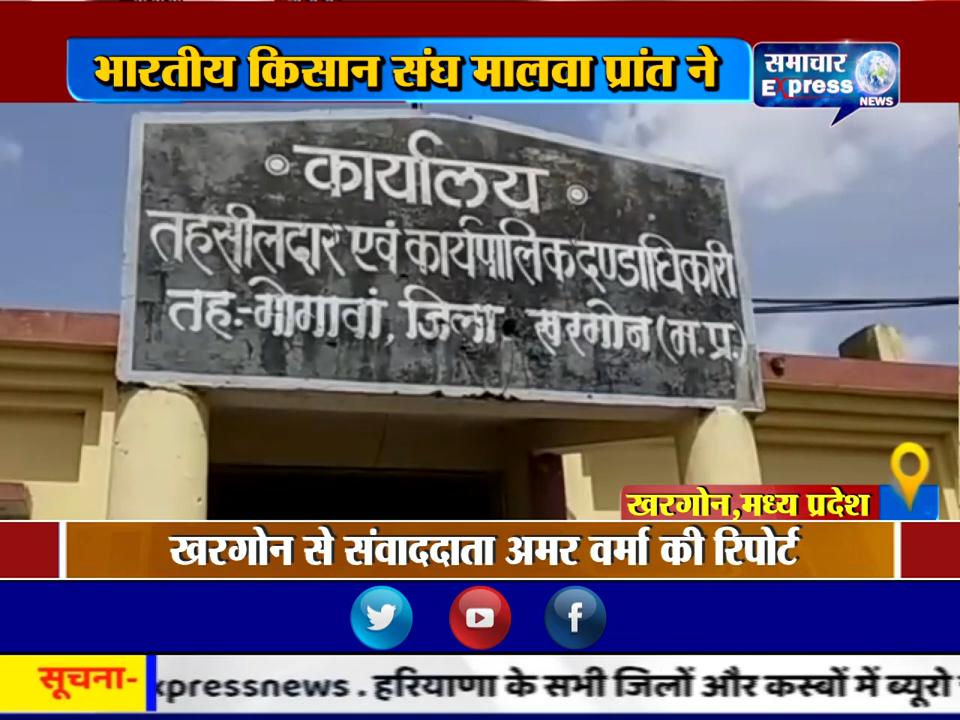 भारतीय किसान संघ मालवा प्रांत ने
समाचार
Express
NEWS
कार्यालय
तहसीलदार एवं कार्यपालिक दण्डाधिकारी
तह:-गोगावां, जिला- खरगोन (म.प्र.)
खरगोन,मध्य प्रदेश
खरगोन से संवाददाता अमर वर्मा की रिपोर्ट
सूचना- xpressnews . हरियाणा के सभी जिलों और कस्बों में ब्यूरो